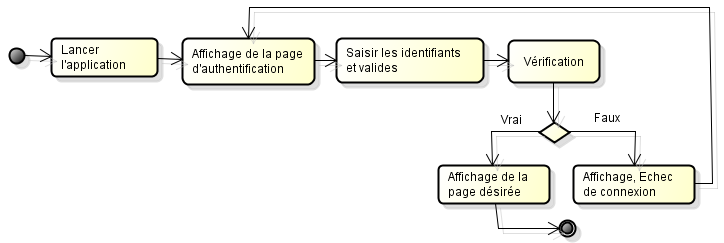 Lancer
l'application
Affichage de la page
d'authentification
Saisir les identifiants
et valides
Vérification
Vrai
Faux
Affichage de la
page désirée
Affichage, Echec
de connexion